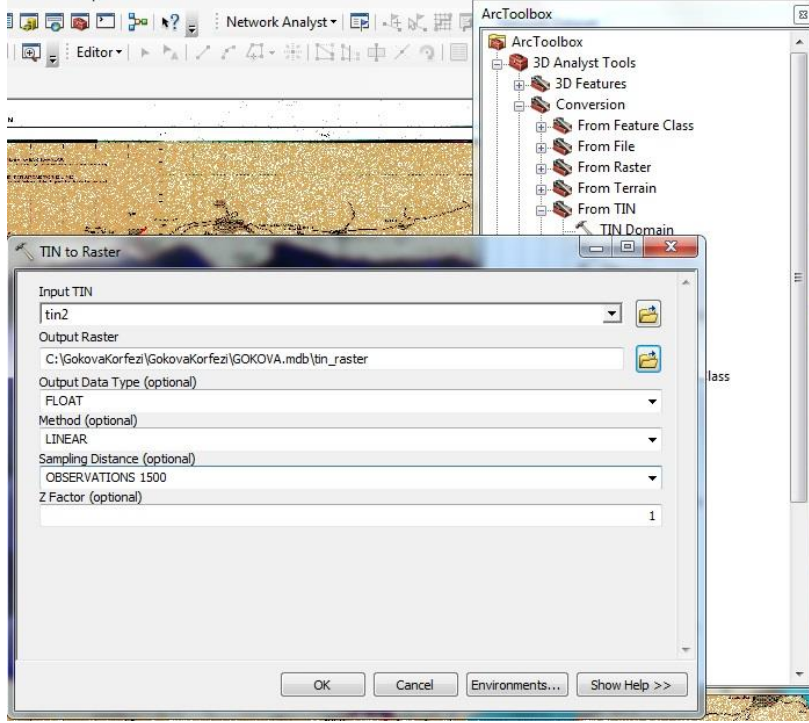 Network Analyst
Editor
ArcToolbox
ArcToolbox
3D Analyst Tools
3D Features
Conversion
From Feature Class
From File
From Raster
From Terrain
From TIN
TIN Domain
lass
TIN to Raster
Input TIN
tin2
Output Raster
C:\GokovaKorfezi\GokovaKorfezi\GOKOVA.mdb\tin_raster
Output Data Type (optional)
FLOAT
Method (optional)
LINEAR
Sampling Distance (optional)
OBSERVATIONS 1500
Z Factor (optional)
1
OK Cancel Environments... Show Help >>